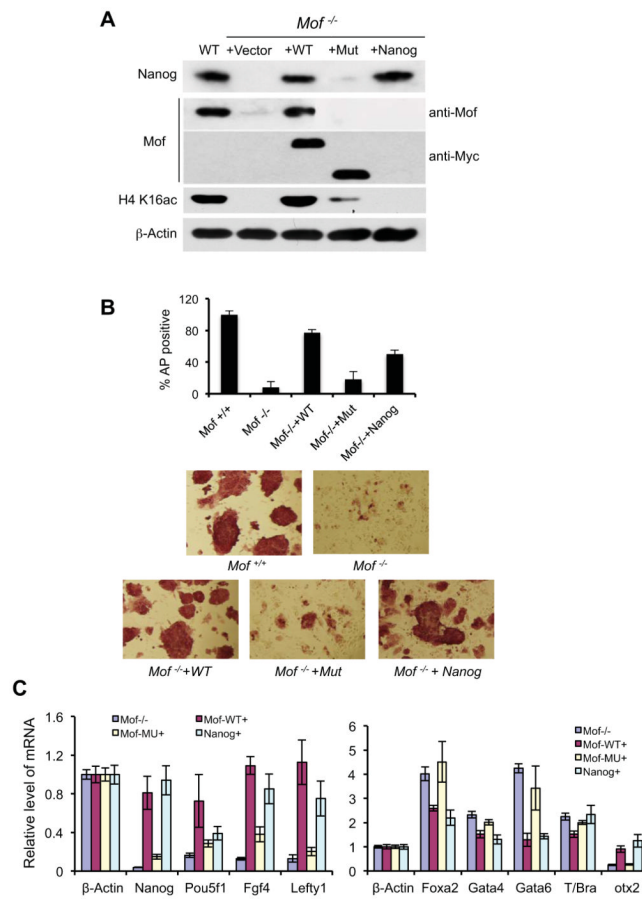 A
Mof -/-
WT +Vector +WT +Mut +Nanog
Nanog
anti-Mof
Mof
anti-Myc
H4 K16ac
β-Actin
B
% AP positive
120
80
40
0
Mof +/+
Mof -/-
Mof-/-+WT
Mof-/-+Mut
Mof-/-+Nanog
Mof +/+
Mof -/-
Mof -/-+WT
Mof -/-+Mut
Mof -/- + Nanog
C
Relative level of mRNA
1.6
1.2
0.8
0.4
0
Mof-/-
Mof-WT+
Mof-MU+
Nanog+
β-Actin Nanog Pou5f1 Fgf4 Lefty1
6
5
4
3
2
1
0
Mof-/-
Mof-WT+
Mof-MU+
Nanog+
β-Actin Foxa2 Gata4 Gata6 T/Bra otx2